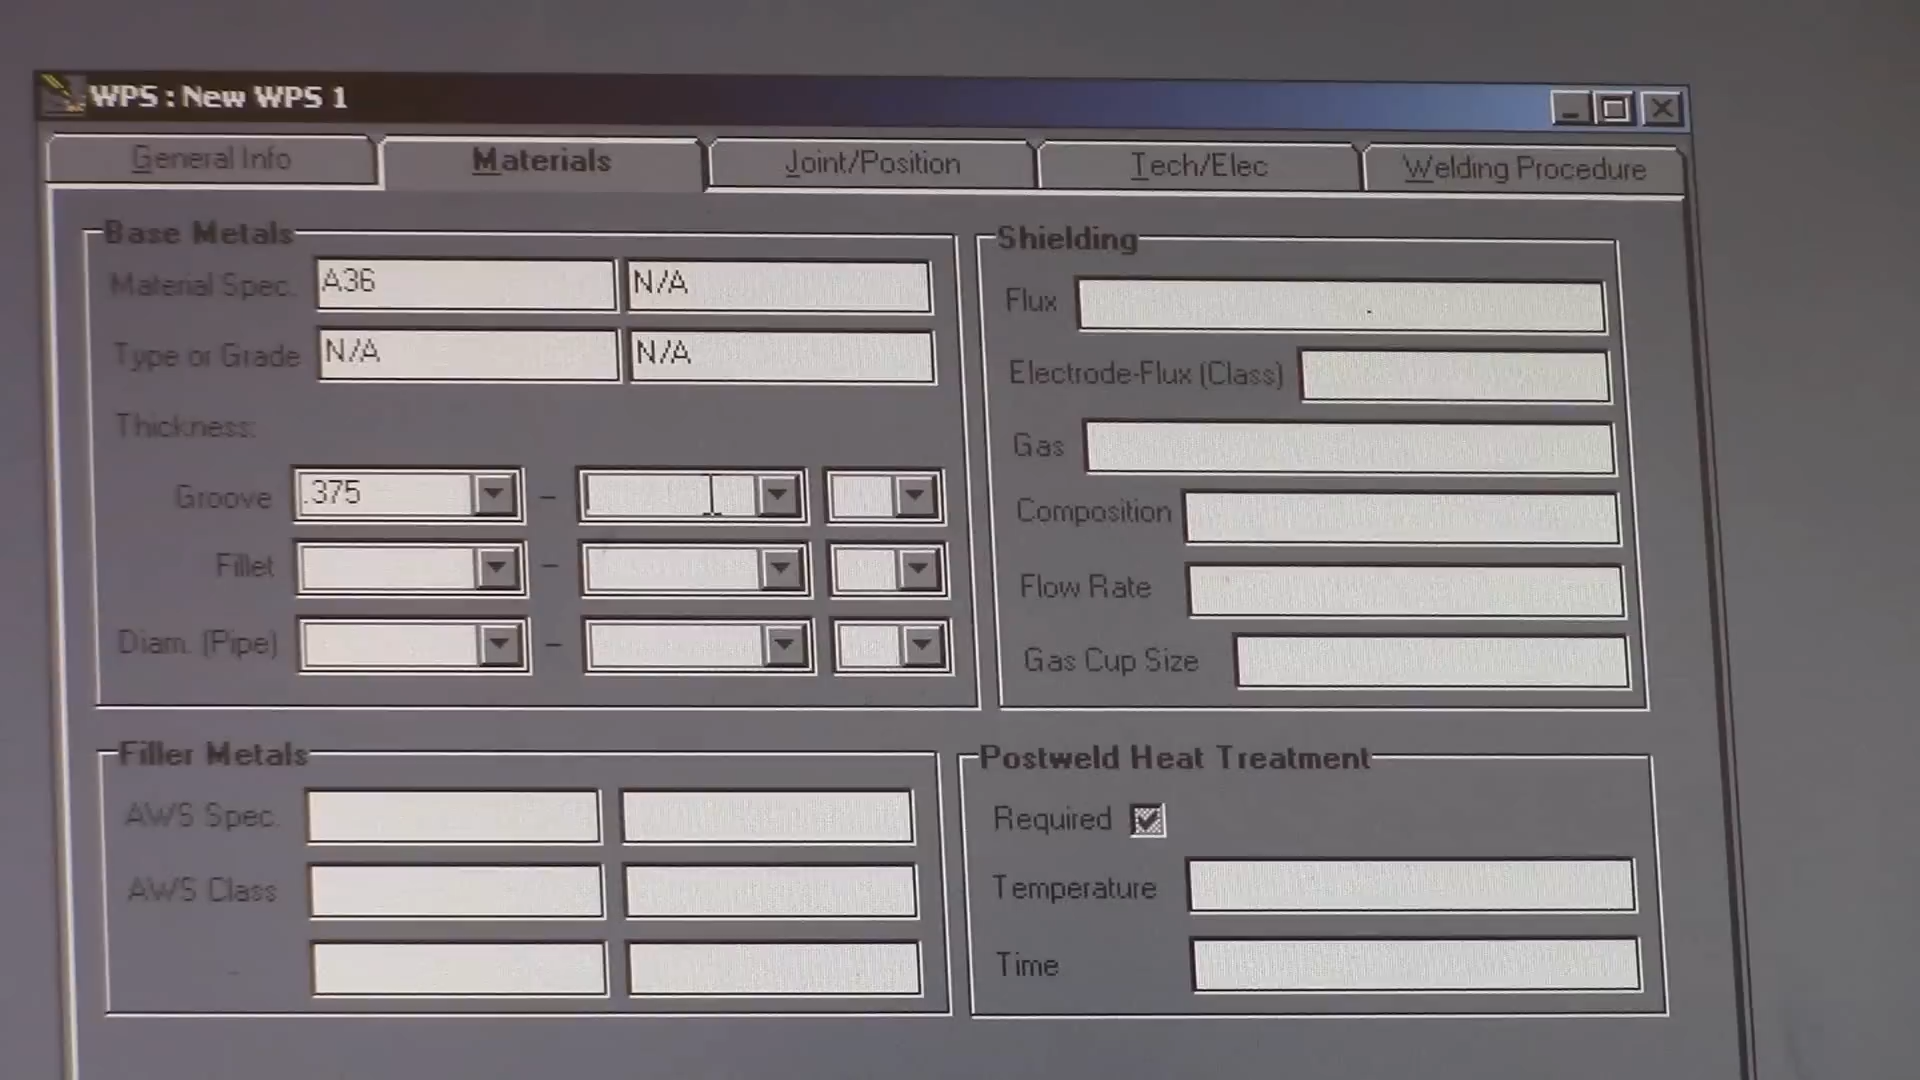 WPS : New WPS 1
General Info
Materials
Joint/Position
Tech/Elec
Welding Procedure
Base Metals
Material Spec. A36 N/A
Type or Grade N/A N/A
Thickness:
Groove .375 –
Fillet –
Diam. (Pipe) –
Shielding
Flux
Electrode-Flux (Class)
Gas
Composition
Flow Rate
Gas Cup Size
Filler Metals
AWS Spec.
AWS Class
Postweld Heat Treatment
Required
Temperature
Time